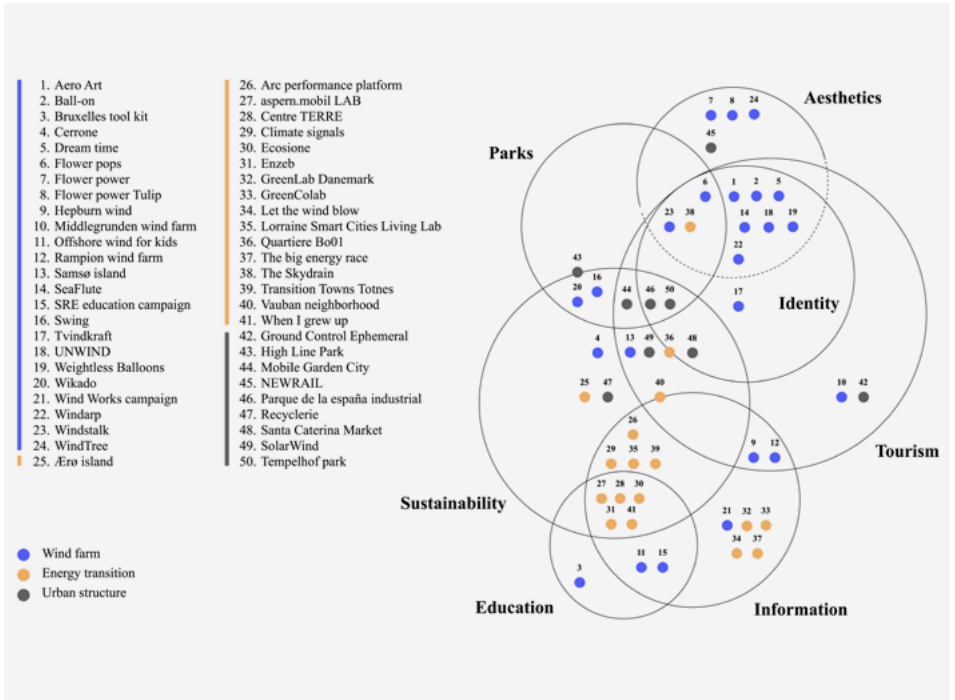 1. Aero Art
2. Ball-on
3. Bruxelles tool kit
4. Cerrone
5. Dream time
6. Flower pops
7. Flower power
8. Flower power Tulip
9. Hepburn wind
10. Middlegrunden wind farm
11. Offshore wind for kids
12. Rampion wind farm
13. Samsø island
14. SeaFlute
15. SRE education campaign
16. Swing
17. Tvindkraft
18. UNWIND
19. Weightless Balloons
20. Wikado
21. Wind Works campaign
22. Windarp
23. Windstalk
24. WindTree
25. Ærø island
26. Arc performance platform
27. aspern.mobil LAB
28. Centre TERRE
29. Climate signals
30. Ecosione
31. Enzeb
32. GreenLab Danemark
33. GreenColab
34. Let the wind blow
35. Lorraine Smart Cities Living Lab
36. Quartiere Bo01
37. The big energy race
38. The Skydrain
39. Transition Towns Totnes
40. Vauban neighborhood
41. When I grew up
42. Ground Control Ephemeral
43. High Line Park
44. Mobile Garden City
45. NEWRAIL
46. Parque de la españa industrial
47. Recyclerie
48. Santa Caterina Market
49. SolarWind
50. Tempelhof park
Wind farm
Energy transition
Urban structure
Aesthetics
7 8 24
45
Parks
6 1 2 5
23 38 14 18 19
22
43
16
20 44 46 50
17
Identity
4 13 49 36 48
25 47 40
10 42
26
Tourism
29 35 39
9 12
Sustainability
27 28 30
31 41
21 32 33
34 37
11 15
3
Education
Information